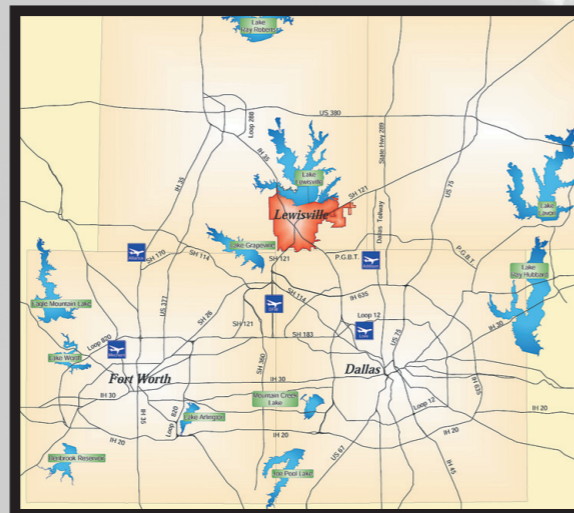 Lake
Ray Roberts
US 380
Loop 288
State Hwy 289
IH 35
IH 35
US 75
Lake
Lewisville
SH 121
Lewisville
Lake
Lavon
Dallas Tollway
Lake Grapevine
SH 170
SH 114
SH 121
P.G.B.T.
P.G.B.T.
Lake
Ray Hubbard
Eagle Mountain Lake
US 377
SH 114
IH 635
SH 26
SH 121
Loop 12
IH 30
Loop 820
SH 183
US 75
Lake Worth
SH 360
Fort Worth
Dallas
IH 30
IH 635
IH 30
Mountain Creek
Lake
Loop 12
IH 20
IH 35
Loop 820
Lake Arlington
IH 20
IH 20
IH 20
US 67
Benbrook Reservoir
Joe Pool Lake
IH 45